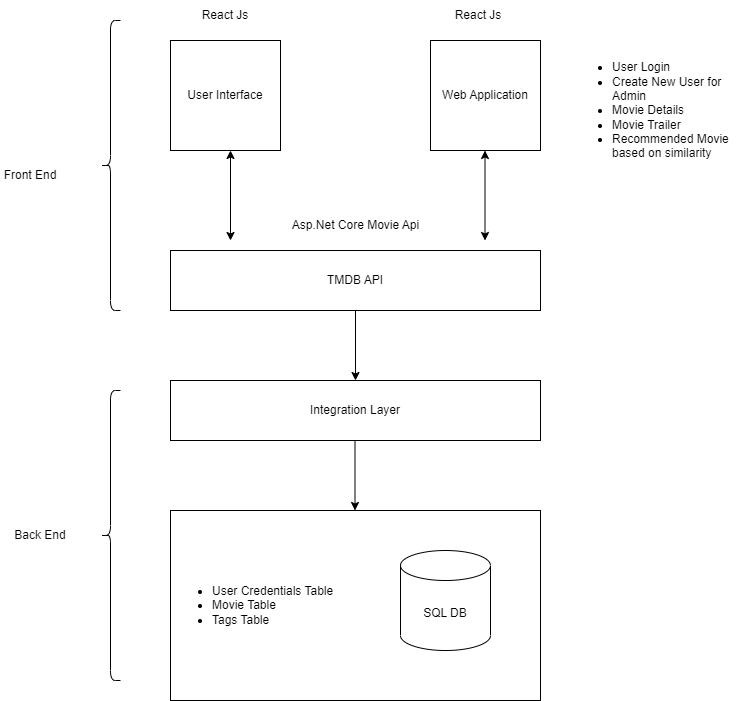 React Js
React Js
User Interface
Web Application
• User Login
• Create New User for
Admin
• Movie Details
• Movie Trailer
• Recommended Movie
based on similarity
Front End
Asp.Net Core Movie Api
TMDB API
Integration Layer
Back End
• User Credentials Table
• Movie Table
• Tags Table
SQL DB